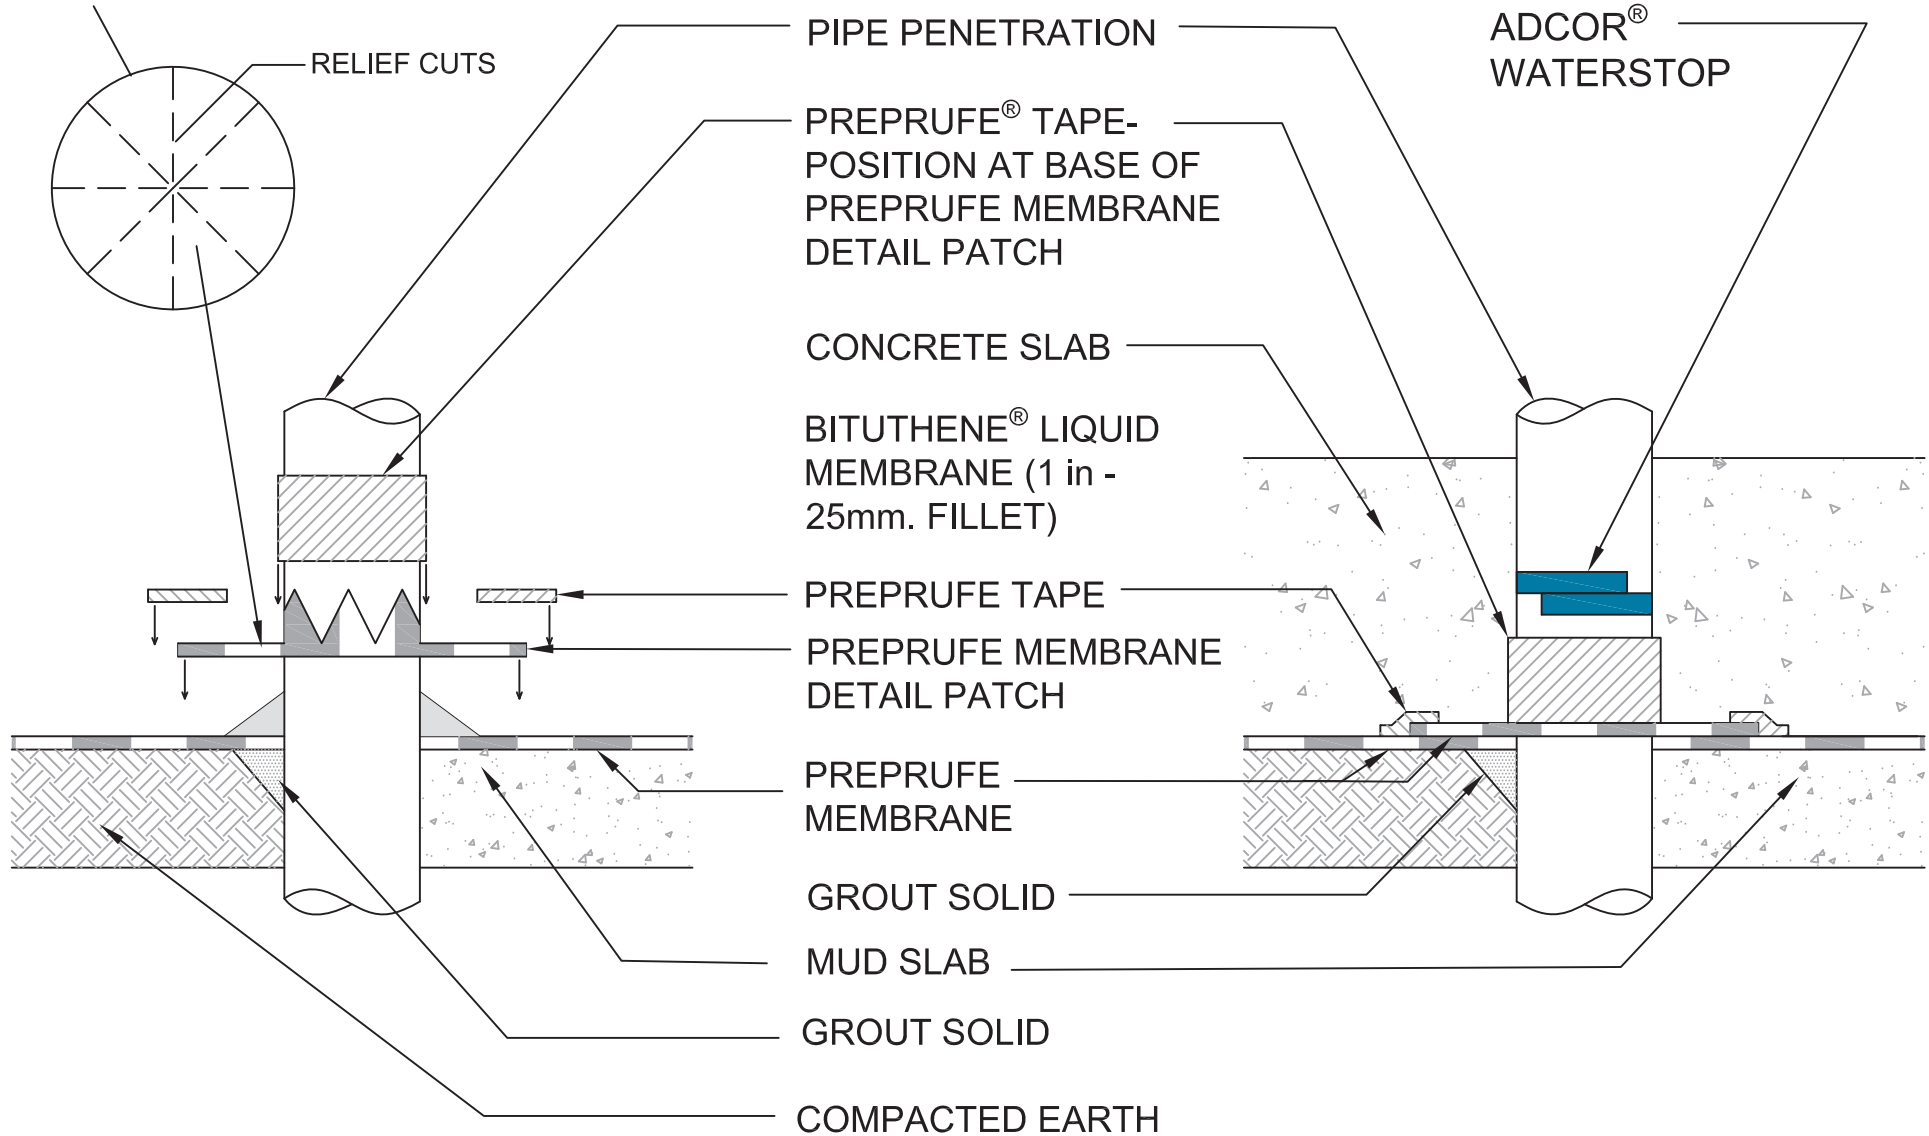 RELIEF CUTS
PIPE PENETRATION
ADCOR®
WATERSTOP
PREPRUFE® TAPE-
POSITION AT BASE OF
PREPRUFE MEMBRANE
DETAIL PATCH
CONCRETE SLAB
BITUTHENE® LIQUID
MEMBRANE (1 in -
25mm. FILLET)
PREPRUFE TAPE
PREPRUFE MEMBRANE
DETAIL PATCH
PREPRUFE
MEMBRANE
GROUT SOLID
MUD SLAB
GROUT SOLID
COMPACTED EARTH